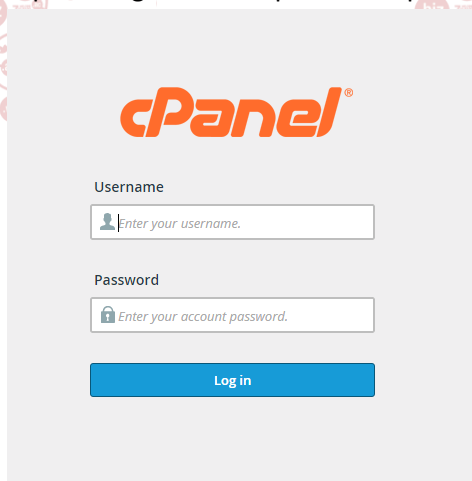 cPanel®
Username
Enter your username.
Password
Enter your account password.
Log in